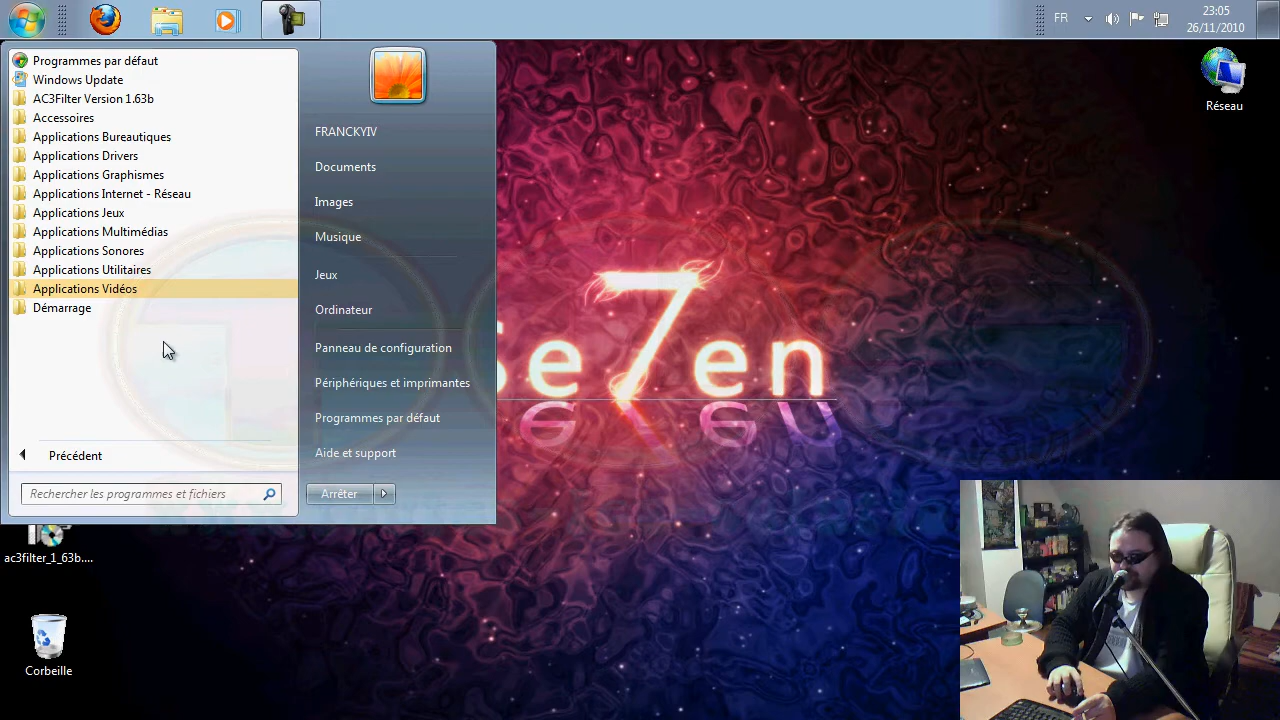 FR
23:05
26/11/2010
Programmes par défaut
Windows Update
AC3Filter Version 1.63b
Accessoires
Applications Bureautiques
Applications Drivers
Applications Graphismes
Applications Internet - Réseau
Applications Jeux
Applications Multimédias
Applications Sonores
Applications Utilitaires
Applications Vidéos
Démarrage
Précédent
Rechercher les programmes et fichiers
FRANCKYIV
Documents
Images
Musique
Jeux
Ordinateur
Panneau de configuration
Périphériques et imprimantes
Programmes par défaut
Aide et support
Arrêter
Réseau
Se7en
ac3filter_1_63b....
Corbeille